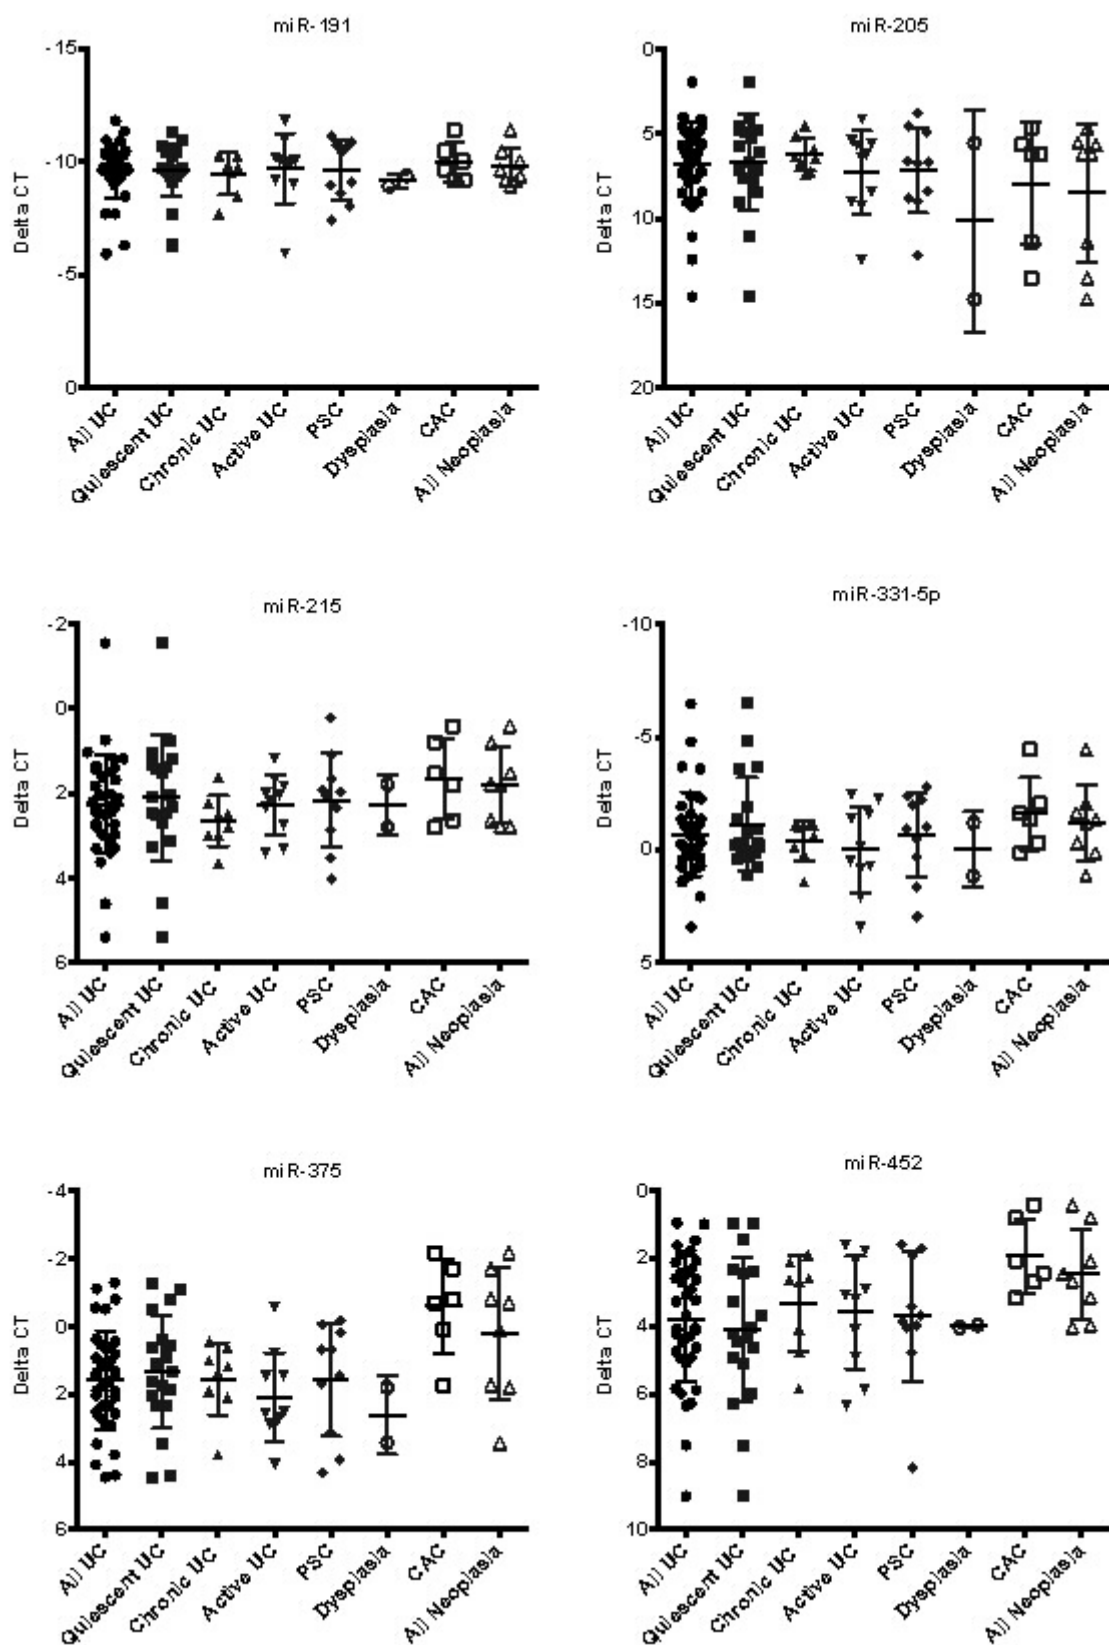 miR-191
-15
-10
-5
0
Delta CT
All UC
Quiescent UC
Chronic UC
Active UC
PSC
Dysplasia
CAC
All Neoplasia
miR-205
0
5
10
15
20
Delta CT
All UC
Quiescent UC
Chronic UC
Active UC
PSC
Dysplasia
CAC
All Neoplasia
miR-215
-2
0
2
4
6
Delta CT
All UC
Quiescent UC
Chronic UC
Active UC
PSC
Dysplasia
CAC
All Neoplasia
miR-331-5p
-10
-5
0
5
Delta CT
All UC
Quiescent UC
Chronic UC
Active UC
PSC
Dysplasia
CAC
All Neoplasia
miR-375
-4
-2
0
2
4
6
Delta CT
All UC
Quiescent UC
Chronic UC
Active UC
PSC
Dysplasia
CAC
All Neoplasia
miR-452
0
2
4
6
8
10
Delta CT
All UC
Quiescent UC
Chronic UC
Active UC
PSC
Dysplasia
CAC
All Neoplasia